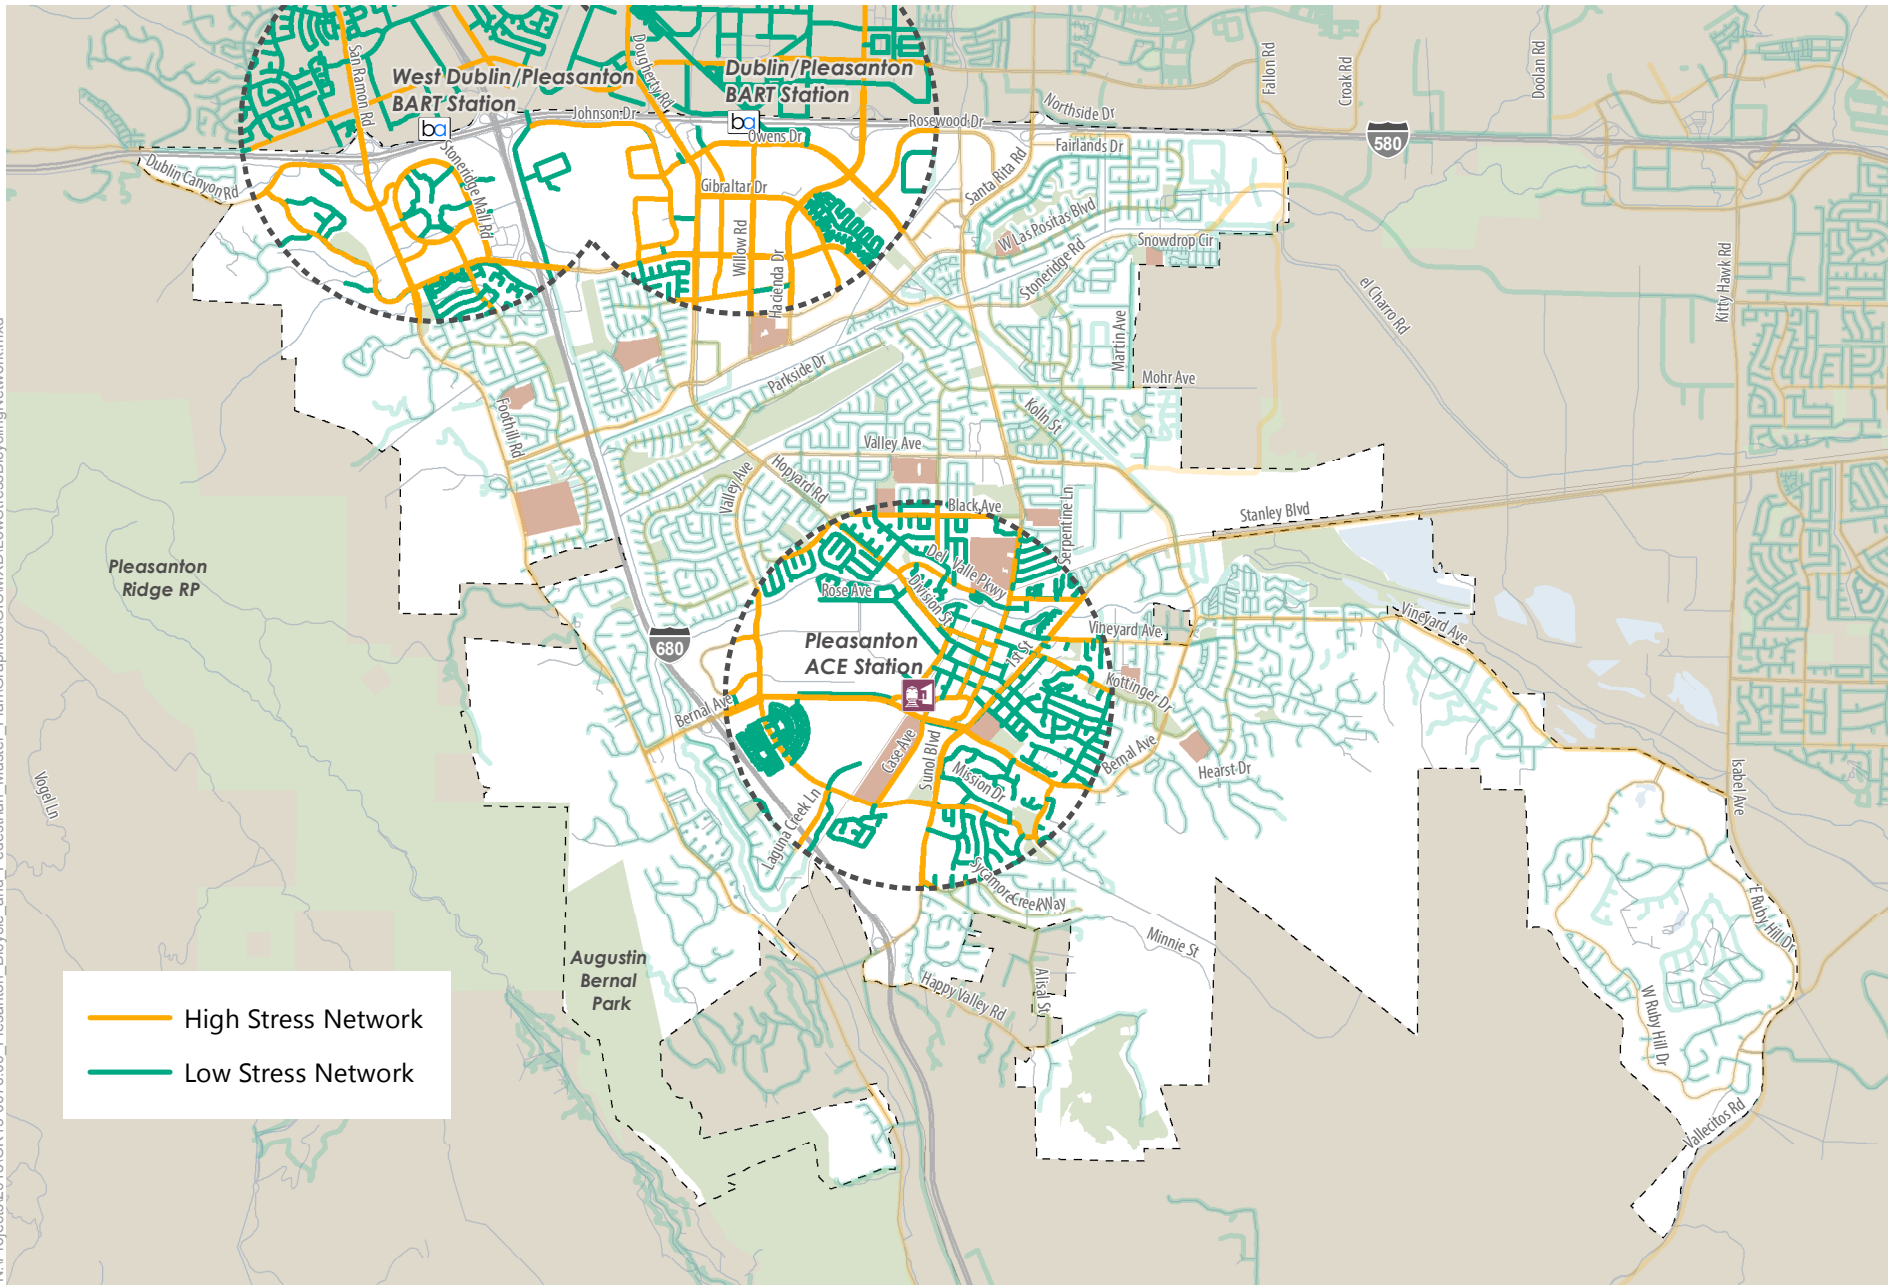 San Ramon Rd
West Dublin/Pleasanton
BART Station
ba
Dougherty Rd
Dublin/Pleasanton
BART Station
ba
Johnson Dr
Owens Dr
Rosewood Dr
Northside Dr
Fallon Rd
Croak Rd
Doolan Rd
580
Fairlands Dr
Dublin Canyon Rd
Stoneridge Mall Rd
Gibraltar Dr
Santa Rita Rd
Willow Rd
Hacienda Dr
W Las Positas Blvd
Stoneridge Rd
Snowdrop Cir
el Charro Rd
Kitty Hawk Rd
Martin Ave
Mohr Ave
Parkside Dr
Foothill Rd
Kolln St
Valley Ave
Hopyard Rd
Valley Ave
Black Ave
Serpentine Ln
Stanley Blvd
Pleasanton
Ridge RP
Del Valle Pkwy
Division St
Rose Ave
Vineyard Ave
Vineyard Ave
680
Pleasanton
ACE Station
1st St
Kottinger Dr
Bernal Ave
Case Ave
Sunol Blvd
Mission Dr
Bernal Ave
Hearst Dr
Vogel Ln
Laguna Creek Ln
Isabel Ave
Sycamore Creek Way
E Ruby Hill Dr
Minnie St
Augustin
Bernal
Park
Happy Valley Rd
Alisal St
W Ruby Hill Dr
Vallecitos Rd
High Stress Network
Low Stress Network